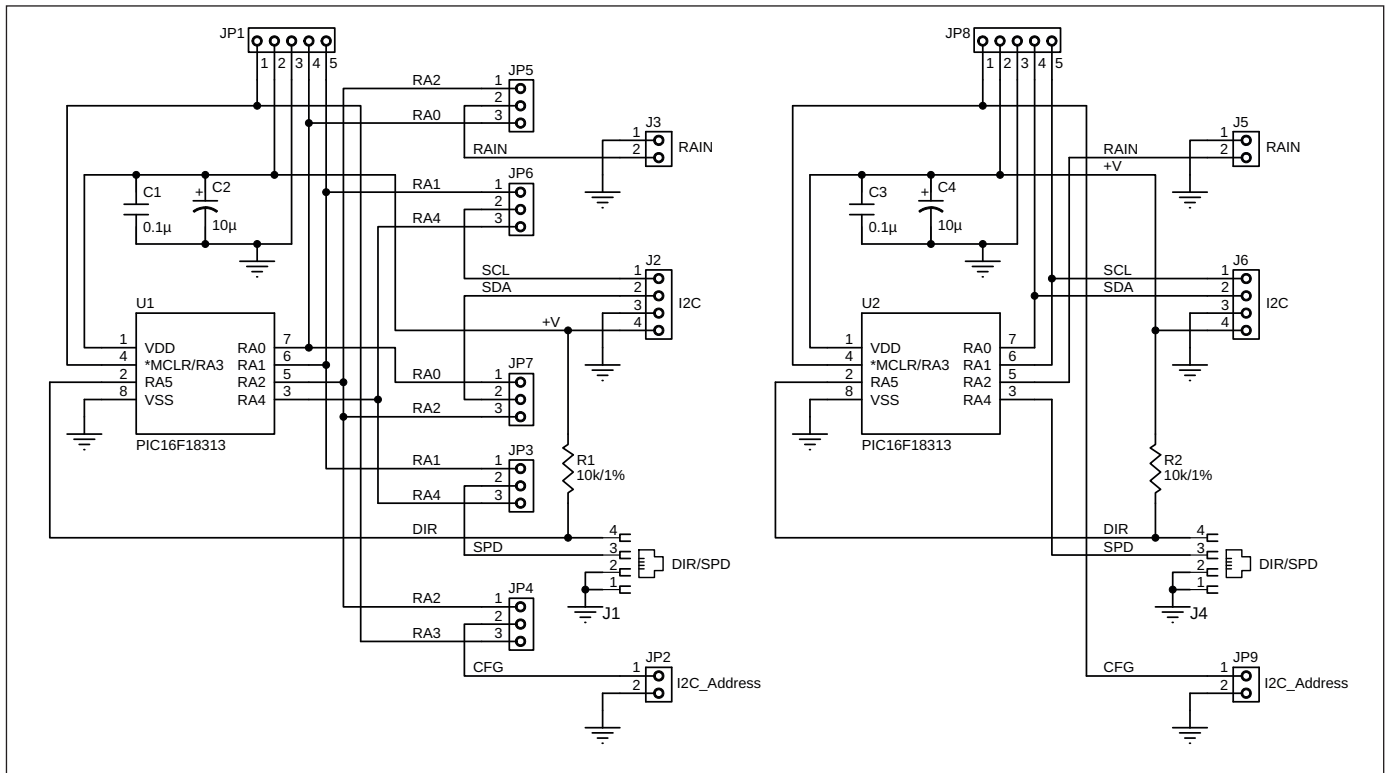 JP1
1 2 3 4 5
JP5
RA2 1
2
RA0 3
RAIN
J3
1
2
RAIN
C1
0.1µ
+
C2
10µ
JP6
RA1 1
2
RA4 3
J2
SCL 1
SDA 2
3
+V 4
I2C
U1
1 VDD
4 *MCLR/RA3
2 RA5
8 VSS
RA0 7
RA1 6
RA2 5
RA4 3
PIC16F18313
JP7
RA0 1
2
RA2 3
JP3
RA1 1
2
RA4 3
R1
10k/1%
DIR 4
SPD 3
2
1
DIR/SPD
J1
JP4
RA2 1
2
RA3 3
CFG
JP2
1
2
I2C_Address
JP8
1 2 3 4 5
J5
1
RAIN 2
RAIN
+V
C3
0.1µ
+
C4
10µ
J6
SCL 1
SDA 2
3
4
I2C
U2
1 VDD
4 *MCLR/RA3
2 RA5
8 VSS
RA0 7
RA1 6
RA2 5
RA4 3
PIC16F18313
R2
10k/1%
DIR 4
SPD 3
2
1
DIR/SPD
J4
JP9
CFG 1
2
I2C_Address